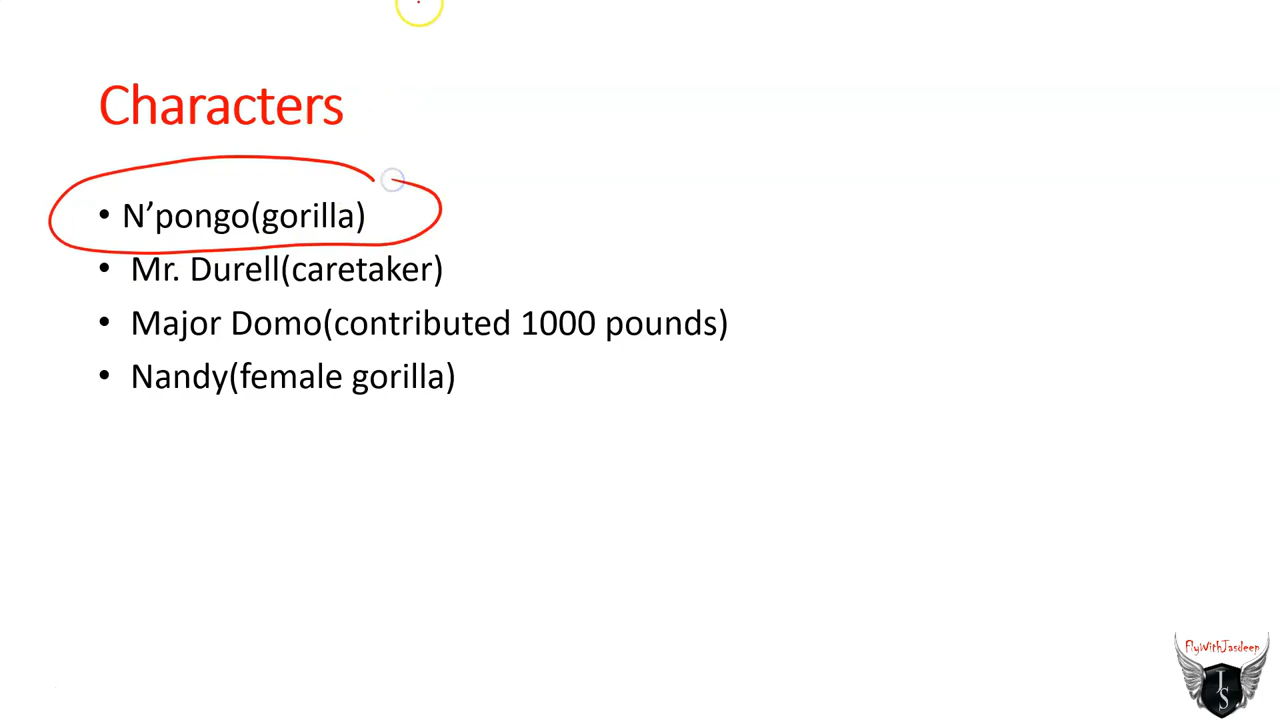 Characters
• N’pongo(gorilla)
• Mr. Durell(caretaker)
• Major Domo(contributed 1000 pounds)
• Nandy(female gorilla)
FlyWithJasdeep
J
S